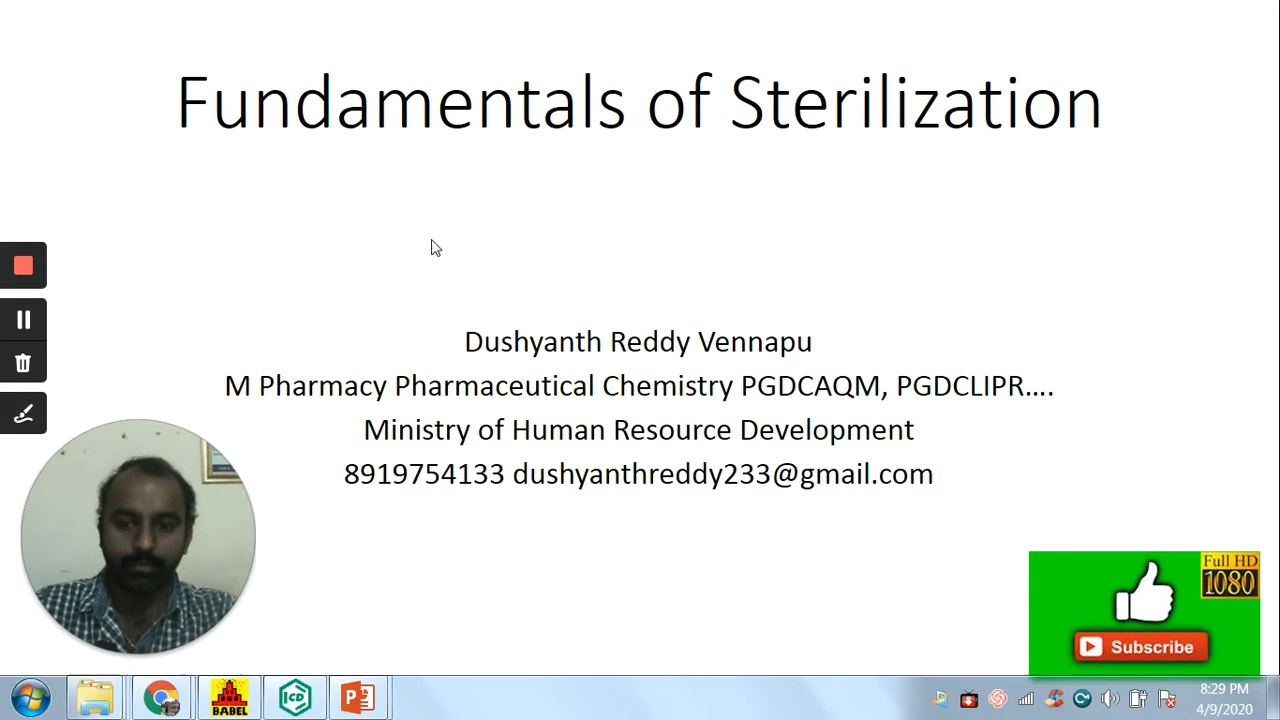 Fundamentals of Sterilization
Dushyanth Reddy Vennapu
M Pharmacy Pharmaceutical Chemistry PGDCAQM, PGDCLIPR....
Ministry of Human Resource Development
8919754133 dushyanthreddy233@gmail.com
Full HD
1080
Subscribe
BABEL
ICD
P
8:29 PM
4/9/2020